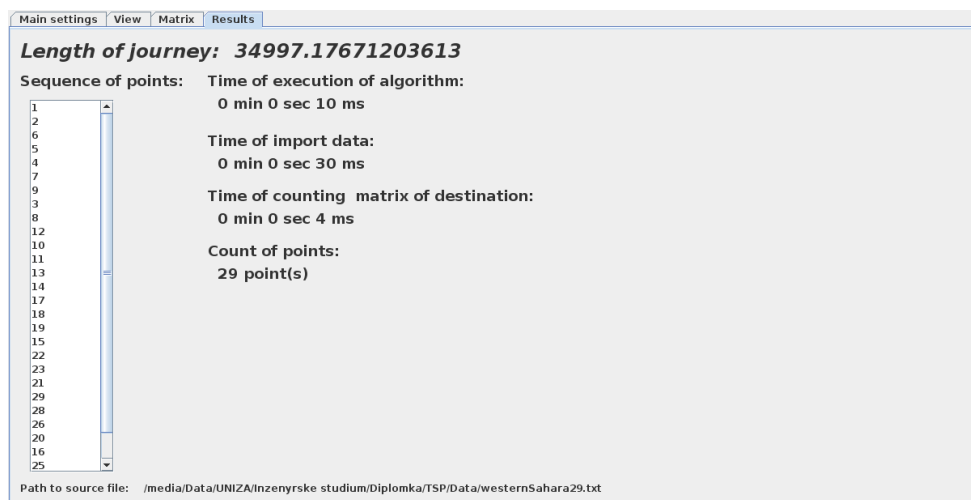 Main settings View Matrix Results
Length of journey: 34997.17671203613
Sequence of points:
1
2
6
5
4
7
9
3
8
12
10
11
13
14
17
18
19
15
22
23
21
29
28
26
20
16
25
Time of execution of algorithm:
0 min 0 sec 10 ms
Time of import data:
0 min 0 sec 30 ms
Time of counting matrix of destination:
0 min 0 sec 4 ms
Count of points:
29 point(s)
Path to source file: /media/Data/UNIZA/Inzenyrske studium/Diplomka/TSP/Data/westernSahara29.txt